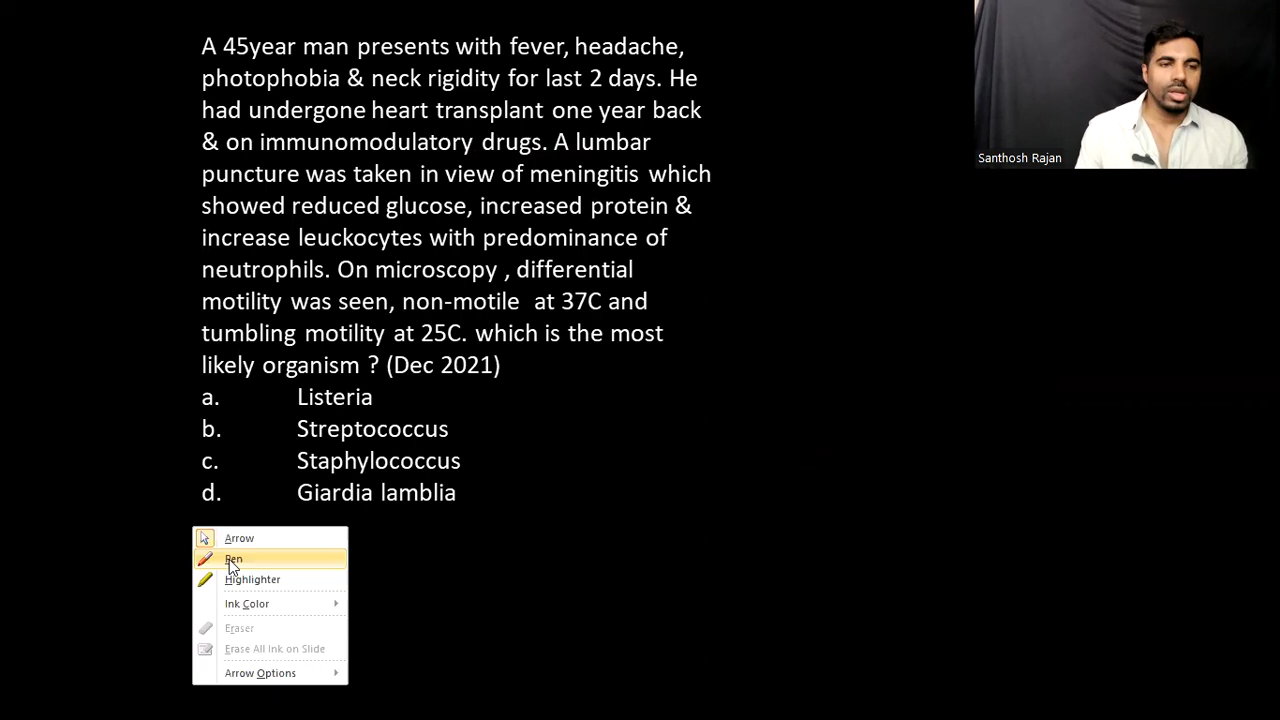 A 45year man presents with fever, headache,
photophobia & neck rigidity for last 2 days. He
had undergone heart transplant one year back
& on immunomodulatory drugs. A lumbar
puncture was taken in view of meningitis which
showed reduced glucose, increased protein &
increase leuckocytes with predominance of
neutrophils. On microscopy , differential
motility was seen, non-motile at 37C and
tumbling motility at 25C. which is the most
likely organism ? (Dec 2021)
a. Listeria
b. Streptococcus
c. Staphylococcus
d. Giardia lamblia
Arrow
Pen
Highlighter
Ink Color
Eraser
Erase All Ink on Slide
Arrow Options
Santhosh Rajan